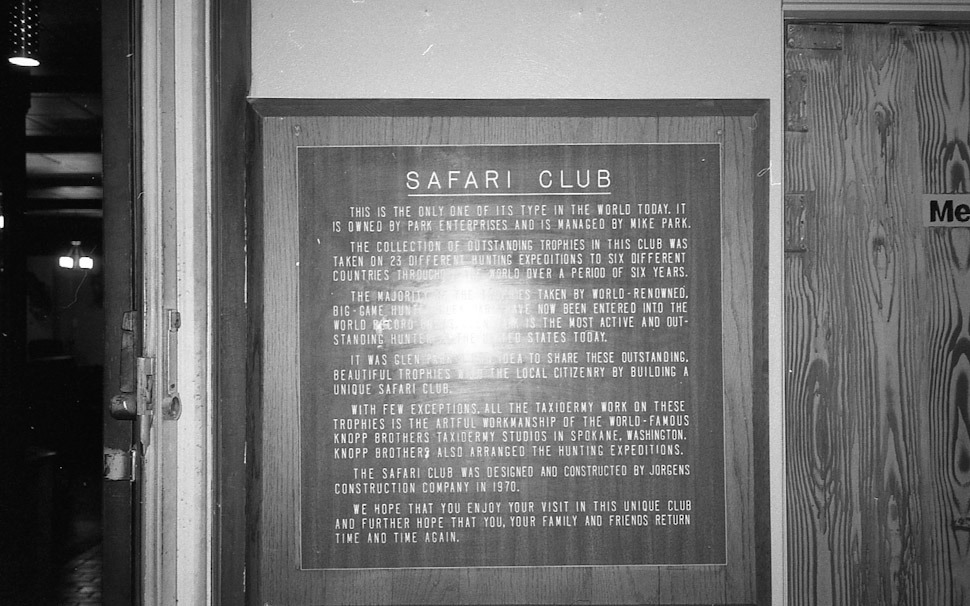 SAFARI CLUB
THIS IS THE ONLY ONE OF ITS TYPE IN THE WORLD TODAY. IT
IS OWNED BY PARK ENTERPRISES AND IS MANAGED BY MIKE PARK.
THE COLLECTION OF OUTSTANDING TROPHIES IN THIS CLUB WAS
TAKEN ON 23 DIFFERENT HUNTING EXPEDITIONS TO SIX DIFFERENT
COUNTRIES THROUGHOUT THE WORLD OVER A PERIOD OF SIX YEARS.
THE MAJORITY TAKEN BY WORLD-RENOWNED,
BIG-GAME NOW BEEN ENTERED INTO THE
WORLD RECORD IS THE MOST ACTIVE AND OUT-
STANDING STATES TODAY.
IT WAS GLEN IDEA TO SHARE THESE OUTSTANDING,
BEAUTIFUL TROPHIES THE LOCAL CITIZENRY BY BUILDING A
UNIQUE SAFARI CLUB.
WITH FEW EXCEPTIONS, ALL THE TAXIDERMY WORK ON THESE
TROPHIES IS THE ARTFUL WORKMANSHIP OF THE WORLD-FAMOUS
KNOPP BROTHERS TAXIDERMY STUDIOS IN SPOKANE, WASHINGTON.
KNOPP BROTHERS ALSO ARRANGED THE HUNTING EXPEDITIONS.
THE SAFARI CLUB WAS DESIGNED AND CONSTRUCTED BY JORGENS
CONSTRUCTION COMPANY IN 1970.
WE HOPE THAT YOU ENJOY YOUR VISIT IN THIS UNIQUE CLUB
AND FURTHER HOPE THAT YOU, YOUR FAMILY AND FRIENDS RETURN
TIME AND TIME AGAIN.
Me